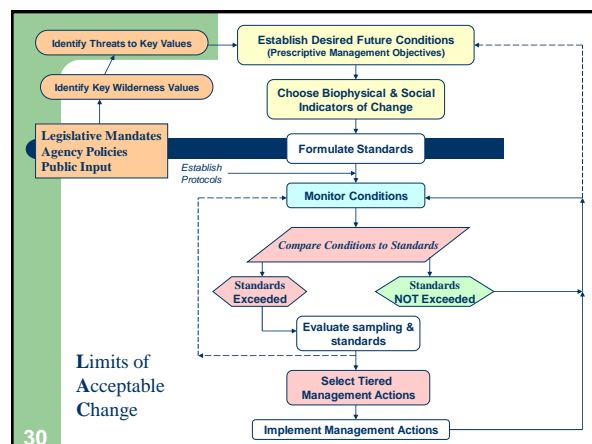 Identify Threats to Key Values
Establish Desired Future Conditions
(Prescriptive Management Objectives)
Identify Key Wilderness Values
Choose Biophysical & Social
Indicators of Change
Legislative Mandates
Agency Policies
Public Input
Formulate Standards
Establish
Protocols
Monitor Conditions
Compare Conditions to Standards
Standards
Exceeded
Standards
NOT Exceeded
Evaluate sampling &
standards
Limits of
Acceptable
Change
Select Tiered
Management Actions
Implement Management Actions
30